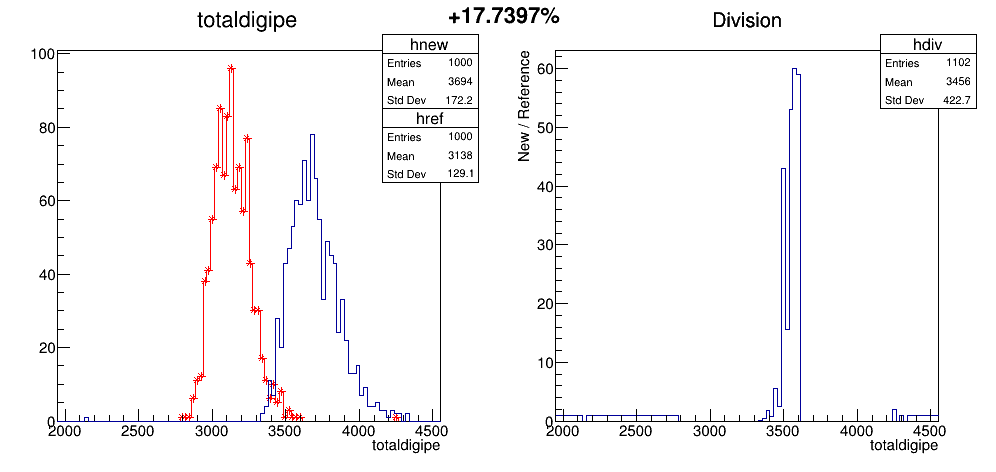 +17.7397%
totaldigipe
hnew
Entries 1000
Mean 3694
Std Dev 172.2
href
Entries 1000
Mean 3138
Std Dev 129.1
100
80
60
40
20
0
2000 2500 3000 3500 4000 4500
totaldigipe
Division
hdiv
Entries 1102
Mean 3456
Std Dev 422.7
New / Reference
60
50
40
30
20
10
0
2000 2500 3000 3500 4000 4500
totaldigipe